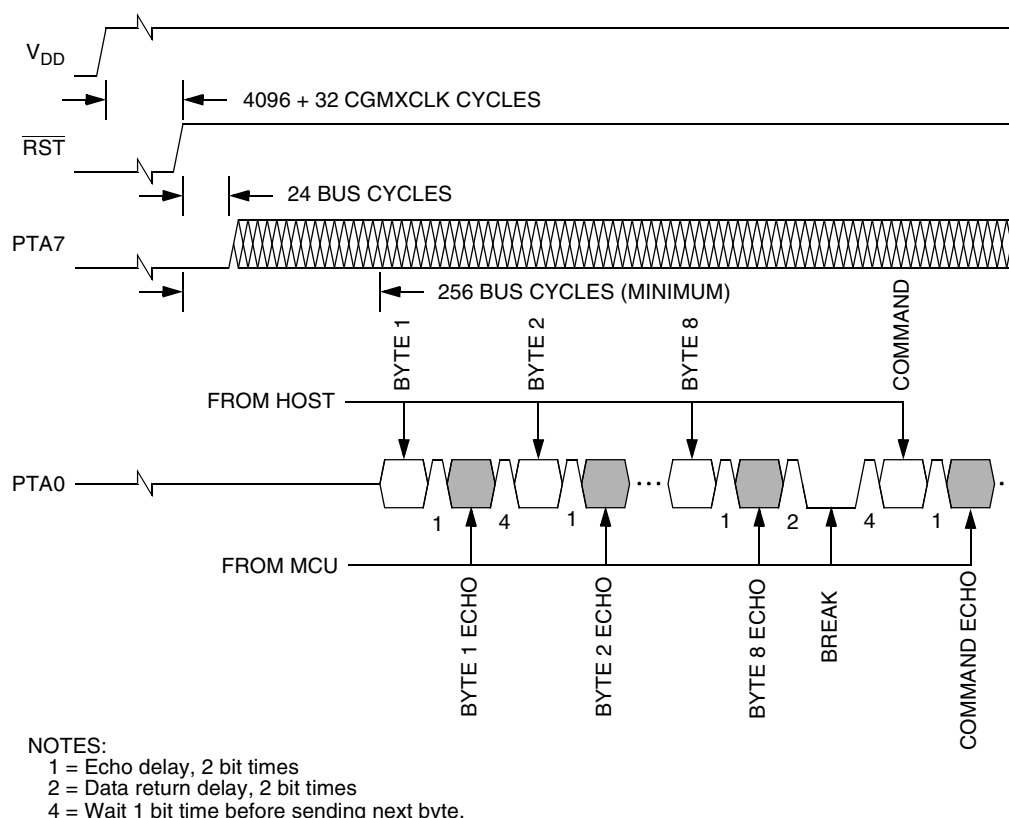 VDD
4096 + 32 CGMXCLK CYCLES
RST
24 BUS CYCLES
PTA7
256 BUS CYCLES (MINIMUM)
BYTE 1
BYTE 2
BYTE 8
COMMAND
FROM HOST
PTA0
1
4
1
1
2
4
1
FROM MCU
BYTE 1 ECHO
BYTE 2 ECHO
BYTE 8 ECHO
BREAK
COMMAND ECHO
NOTES:
1 = Echo delay, 2 bit times
2 = Data return delay, 2 bit times
4 = Wait 1 bit time before sending next byte.